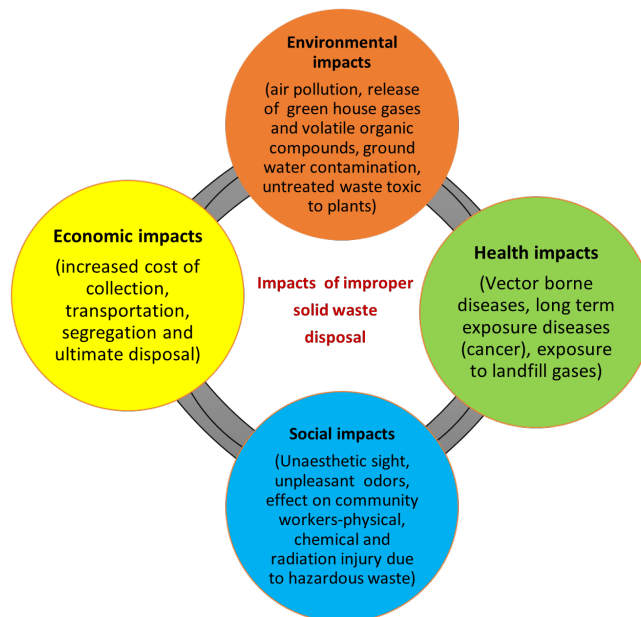 Environmental
impacts
(air pollution, release
of green house gases
and volatile organic
compounds, ground
water contamination,
untreated waste toxic
to plants)
Economic impacts
(increased cost of
collection,
transportation,
segregation and
ultimate disposal)
Impacts of improper
solid waste
disposal
Health impacts
(Vector borne
diseases, long term
exposure diseases
(cancer), exposure
to landfill gases)
Social impacts
(Unaesthetic sight,
unpleasant odors,
effect on community
workers-physical,
chemical and
radiation injury due
to hazardous waste)